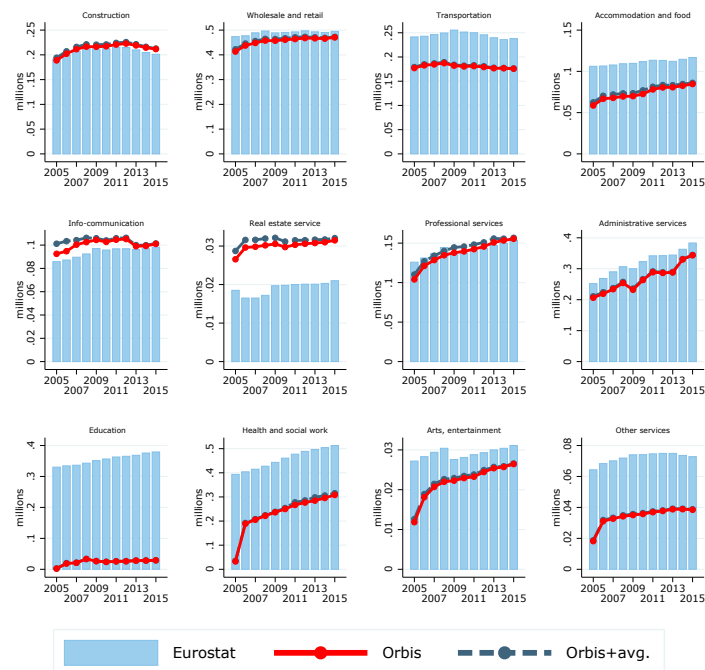 Construction
Wholesale and retail
Transportation
Accommodation and food
millions
0 .05 .1 .15 .2 .25
2005 2007 2009 2011 2013 2015
millions
0 .1 .2 .3 .4 .5
2005 2007 2009 2011 2013 2015
millions
0 .05 .1 .15 .2 .25
2005 2007 2009 2011 2013 2015
millions
0 .05 .1 .15
2005 2007 2009 2011 2013 2015
Info-communication
Real estate service
Professional services
Administrative services
millions
0 .02 .04 .06 .08 .1
2005 2007 2009 2011 2013 2015
millions
0 .01 .02 .03
2005 2007 2009 2011 2013 2015
millions
0 .05 .1 .15
2005 2007 2009 2011 2013 2015
millions
0 .1 .2 .3 .4
2005 2007 2009 2011 2013 2015
Education
Health and social work
Arts, entertainment
Other services
millions
0 .1 .2 .3 .4
2005 2007 2009 2011 2013 2015
millions
0 .1 .2 .3 .4 .5
2005 2007 2009 2011 2013 2015
millions
0 .01 .02 .03
2005 2007 2009 2011 2013 2015
millions
0 .02 .04 .06 .08
2005 2007 2009 2011 2013 2015
Eurostat
Orbis
Orbis+avg.